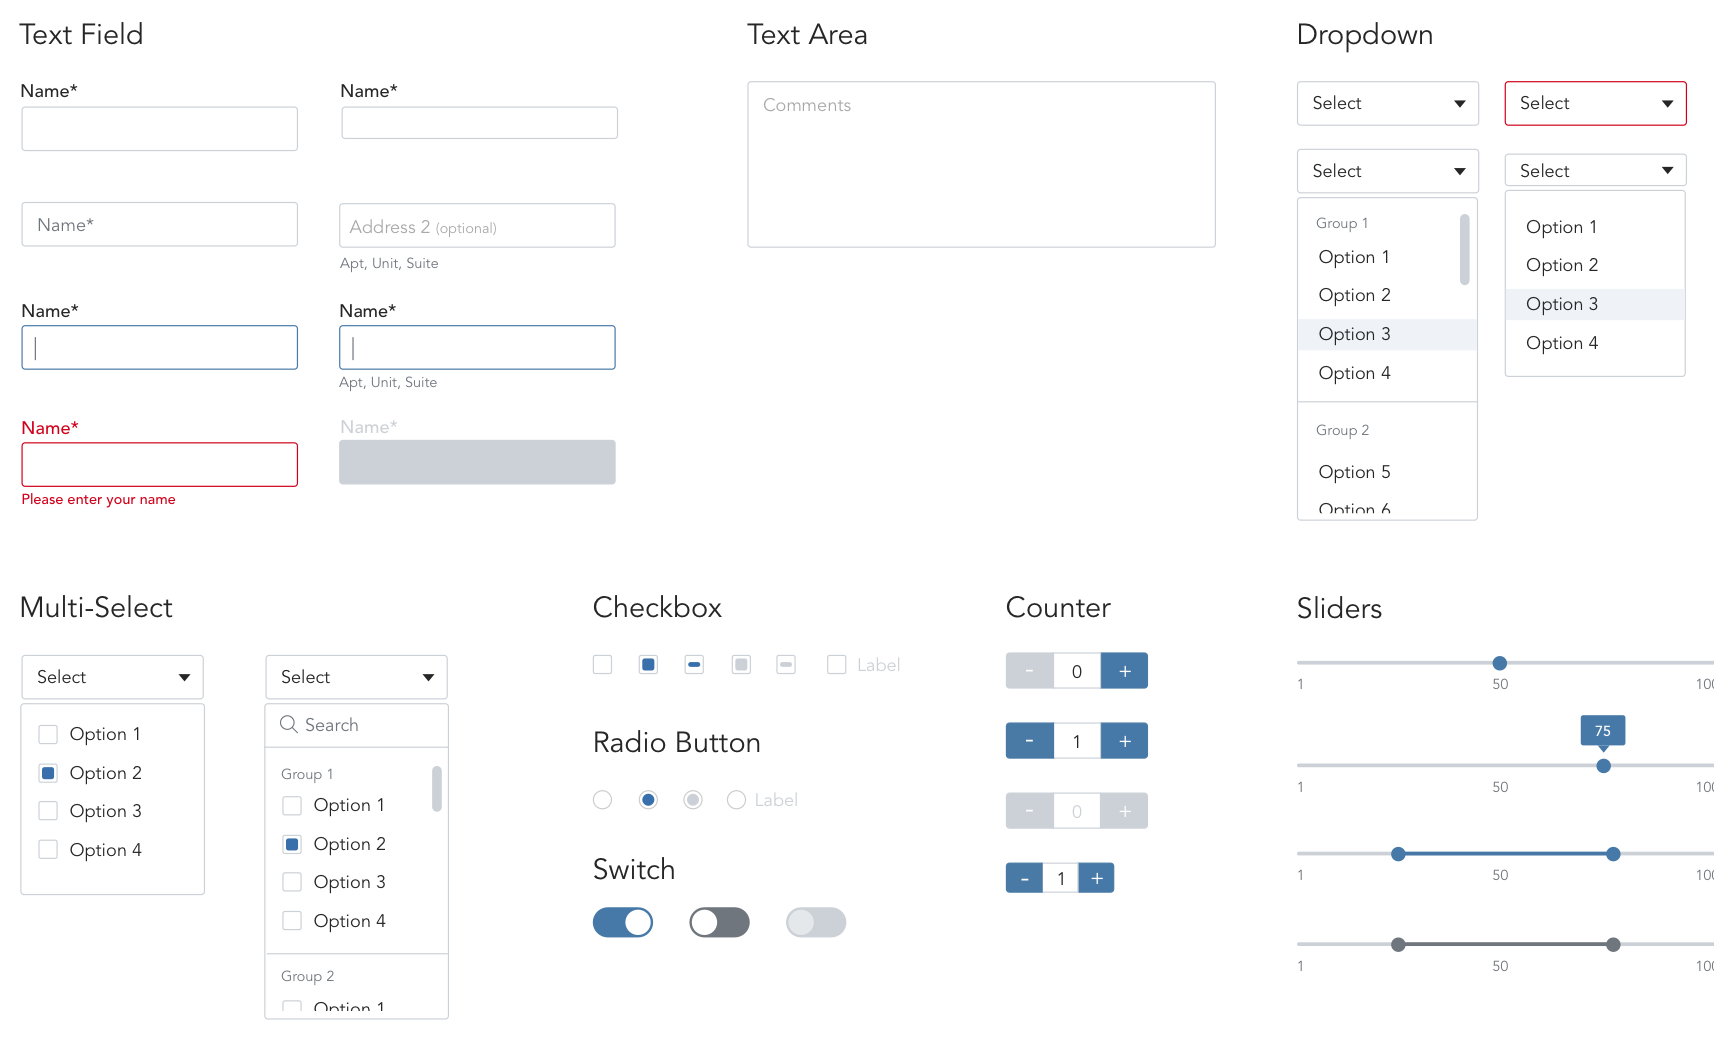 Text Field
Name*
Name*
Name*
Address 2 (optional)
Apt, Unit, Suite
Name*
Name*
Apt, Unit, Suite
Name*
Please enter your name
Name*
Text Area
Comments
Dropdown
Select
Select
Select
Group 1
Option 1
Option 2
Option 3
Option 4
Group 2
Option 5
Option 6
Select
Option 1
Option 2
Option 3
Option 4
Multi-Select
Select
Option 1
Option 2
Option 3
Option 4
Select
Search
Group 1
Option 1
Option 2
Option 3
Option 4
Group 2
Option 1
Checkbox
Label
Radio Button
Label
Switch
Counter
- 0 +
- 1 +
- 0 +
- 1 +
Sliders
1 50 100
75
1 50 100
1 50 100
1 50 100